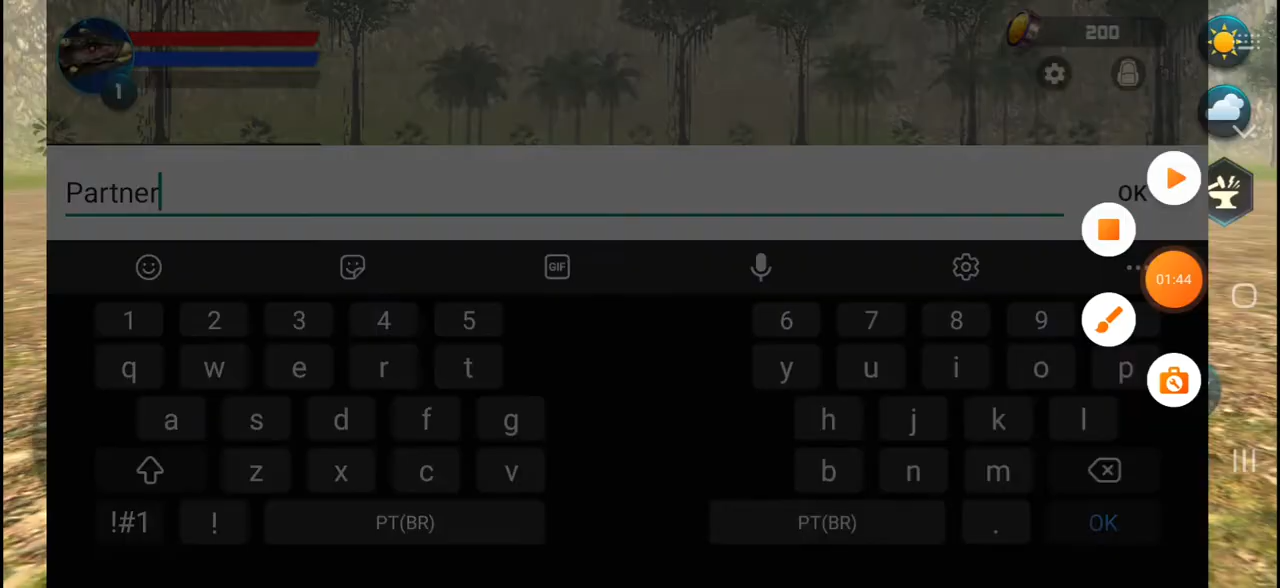 200
1
Partner
OK
GIF
01:44
1 2 3 4 5 6 7 8 9
q w e r t y u i o p
a s d f g h j k l
z x c v b n m
!#1 ! PT(BR) PT(BR) . OK